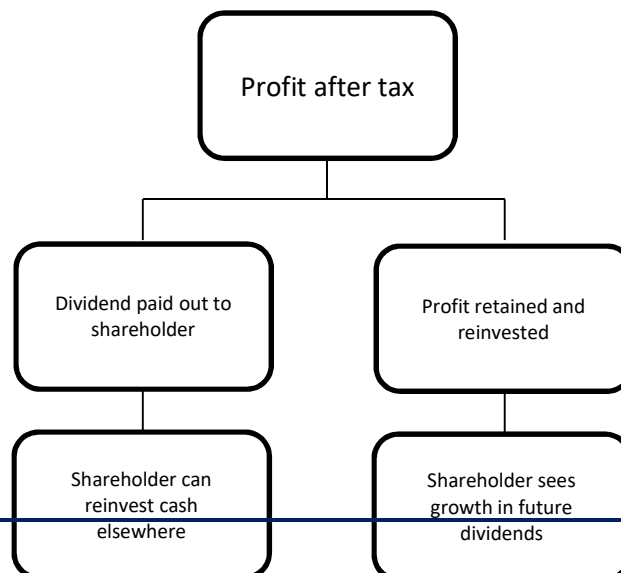 Profit after tax
Dividend paid out to
shareholder
Profit retained and
reinvested
Shareholder can
reinvest cash
elsewhere
Shareholder sees
growth in future
dividends